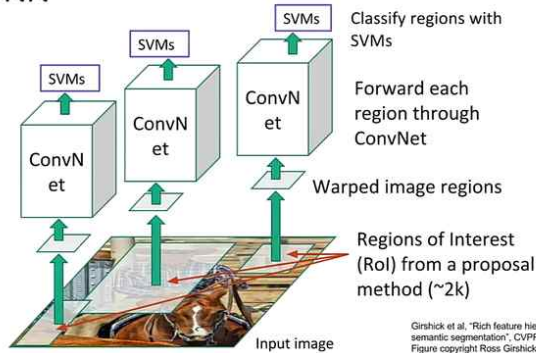 SVMs
SVMs
SVMs
Classify regions with
SVMs
ConvN
et
ConvN
et
ConvN
et
Forward each
region through
ConvNet
Warped image regions
Regions of Interest
(RoI) from a proposal
method (~2k)
Input image
Girshick et al, "Rich feature hie
semantic segmentation", CVPF
Figure copyright Ross Girshick